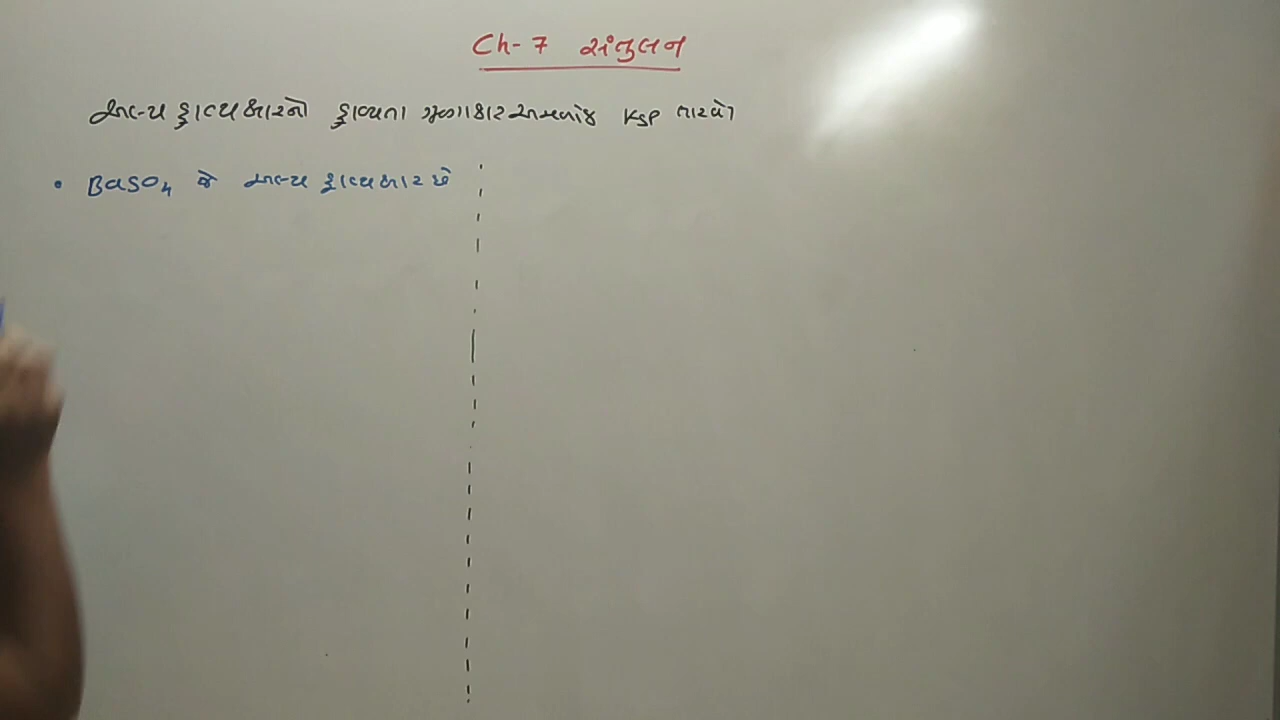 Ch-7 સંતુલન
અલ્પ દ્રાવ્ય ક્ષારનો દ્રાવ્યતા ગુણાકાર અચળાંક Ksp તારવો
• BaSO4 જે અલ્પ દ્રાવ્ય ક્ષાર છે